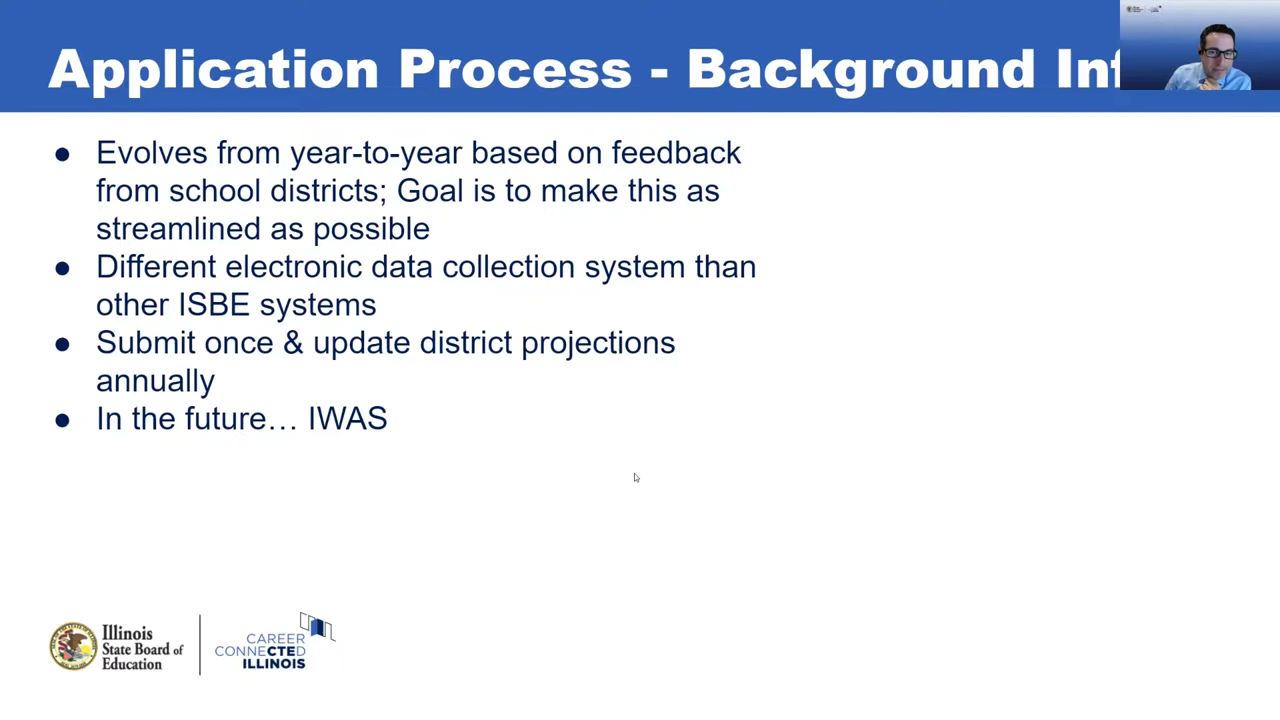 Application Process - Background Inf
● Evolves from year-to-year based on feedback
from school districts; Goal is to make this as
streamlined as possible
● Different electronic data collection system than
other ISBE systems
● Submit once & update district projections
annually
● In the future… IWAS
Illinois
State Board of
Education
CAREER
CONNECTED
ILLINOIS